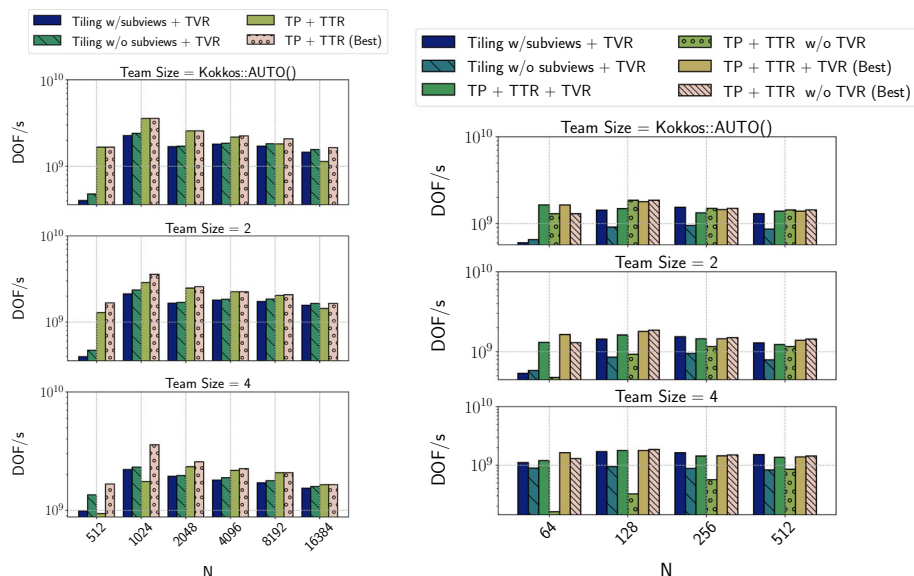 Tiling w/subviews + TVR
TP + TTR
Tiling w/o subviews + TVR
TP + TTR (Best)
Team Size = Kokkos::AUTO()
10^10
DOF/s
10^9
Team Size = 2
10^10
DOF/s
10^9
Team Size = 4
10^10
DOF/s
10^9
512
1024
2048
4096
8192
16384
N
Tiling w/subviews + TVR
TP + TTR w/o TVR
Tiling w/o subviews + TVR
TP + TTR + TVR (Best)
TP + TTR + TVR
TP + TTR w/o TVR (Best)
Team Size = Kokkos::AUTO()
10^10
DOF/s
10^9
Team Size = 2
10^10
DOF/s
10^9
Team Size = 4
10^10
DOF/s
10^9
64
128
256
512
N